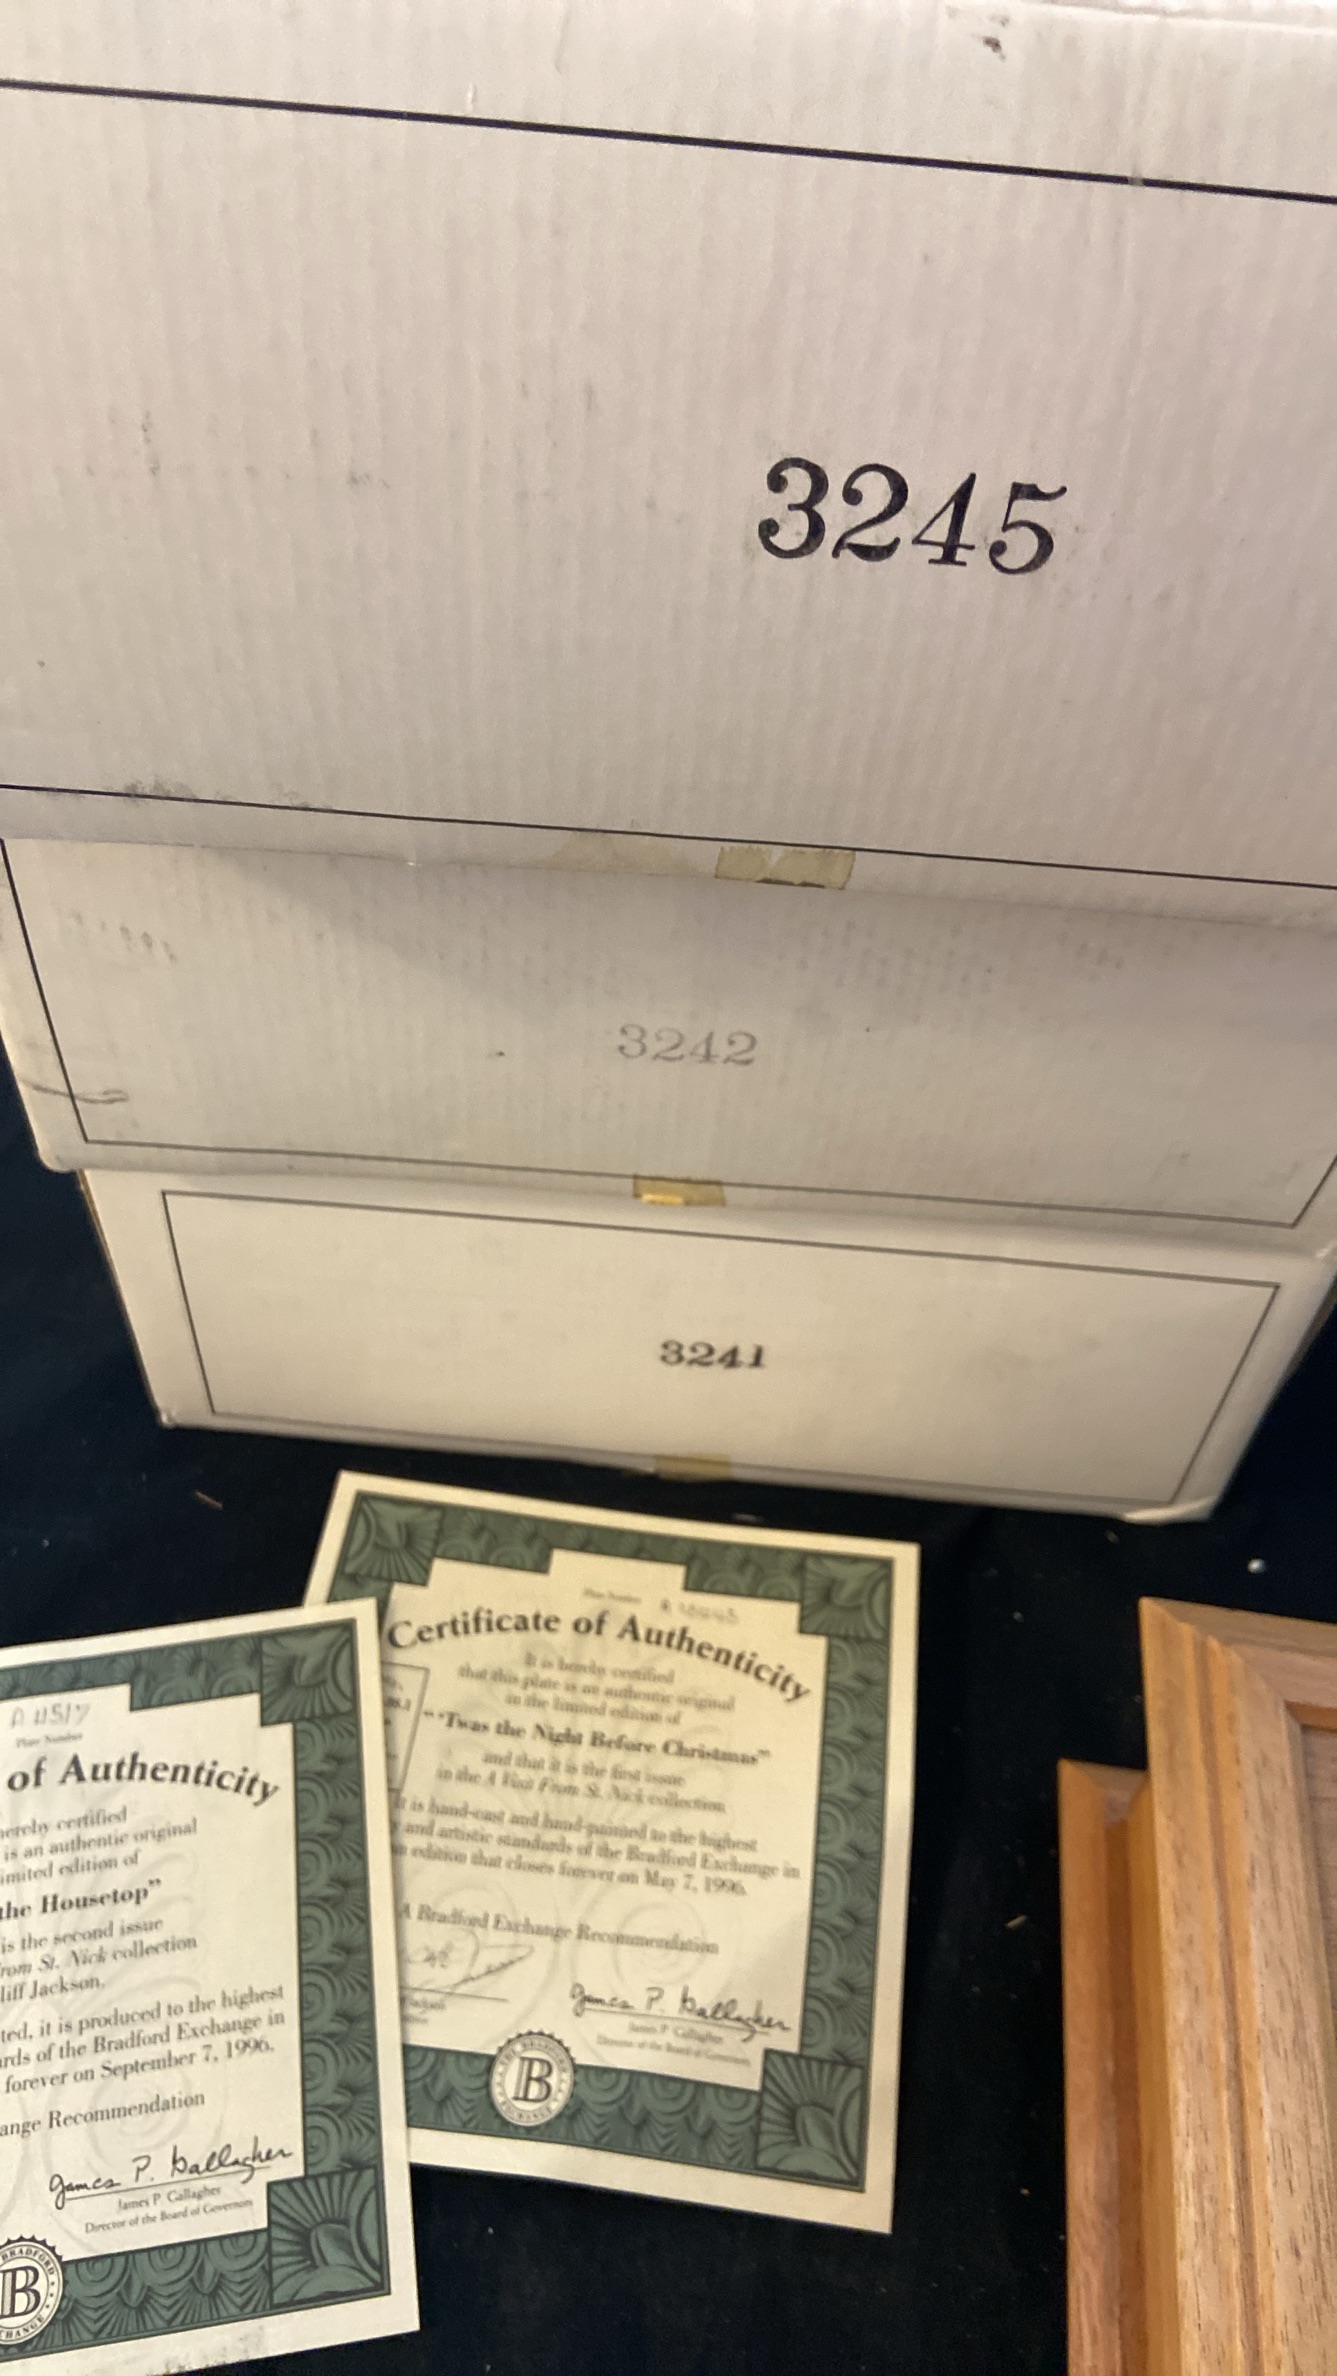 3245
3242
3241
Plate Number
Certificate of Authenticity
It is hereby certified
that this plate is an authentic original
in the limited edition of
"'Twas the Night Before Christmas"
and that it is the first issue
in the A Visit From St. Nick collection
is hand-cast and hand-painted to the highest
and artistic standards of the Bradford Exchange in
edition that closes forever on May 7, 1996.
A Bradford Exchange Recommendation
James P. Gallagher
James P. Gallagher
Director of the Board of Governors
THE BRADFORD
B
EXCHANGE
Plate Number
of Authenticity
hereby certified
is an authentic original
limited edition of
the Housetop"
is the second issue
From St. Nick collection
liff Jackson.
ted, it is produced to the highest
rds of the Bradford Exchange in
forever on September 7, 1996.
ange Recommendation
James P. Gallagher
James P. Gallagher
Director of the Board of Governors
BRADFORD
B
CHANGE